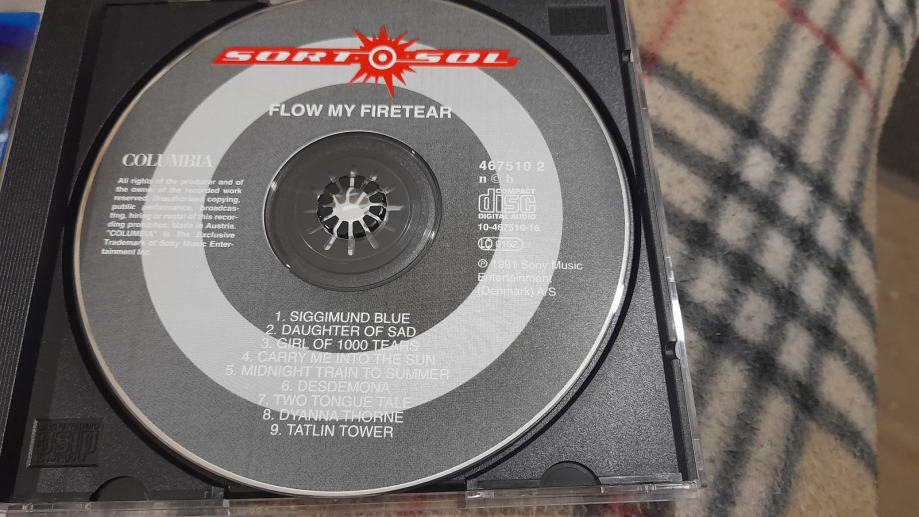 SORT SOL
FLOW MY FIRETEAR
COLUMBIA
All rights of the producer and of
the owner of the recorded work
reserved. Unauthorized copying,
public performance, broadcas-
ting, hiring or rental of this recor-
ding prohibited. Made in Austria.
"COLUMBIA" is The Exclusive
Trademark of Sony Music Enter-
tainment Inc.
467510 2
n©b
COMPACT
disc
DIGITAL AUDIO
10-467510-16
LC 0162
℗ 1991 Sony Music
Entertainment
(Denmark) A/S
1. SIGGIMUND BLUE
2. DAUGHTER OF SAD
3. GIRL OF 1000 TEARS
4. CARRY ME INTO THE SUN
5. MIDNIGHT TRAIN TO SUMMER
6. DESDEMONA
7. TWO TONGUE TALE
8. DYANNA THORNE
9. TATLIN TOWER